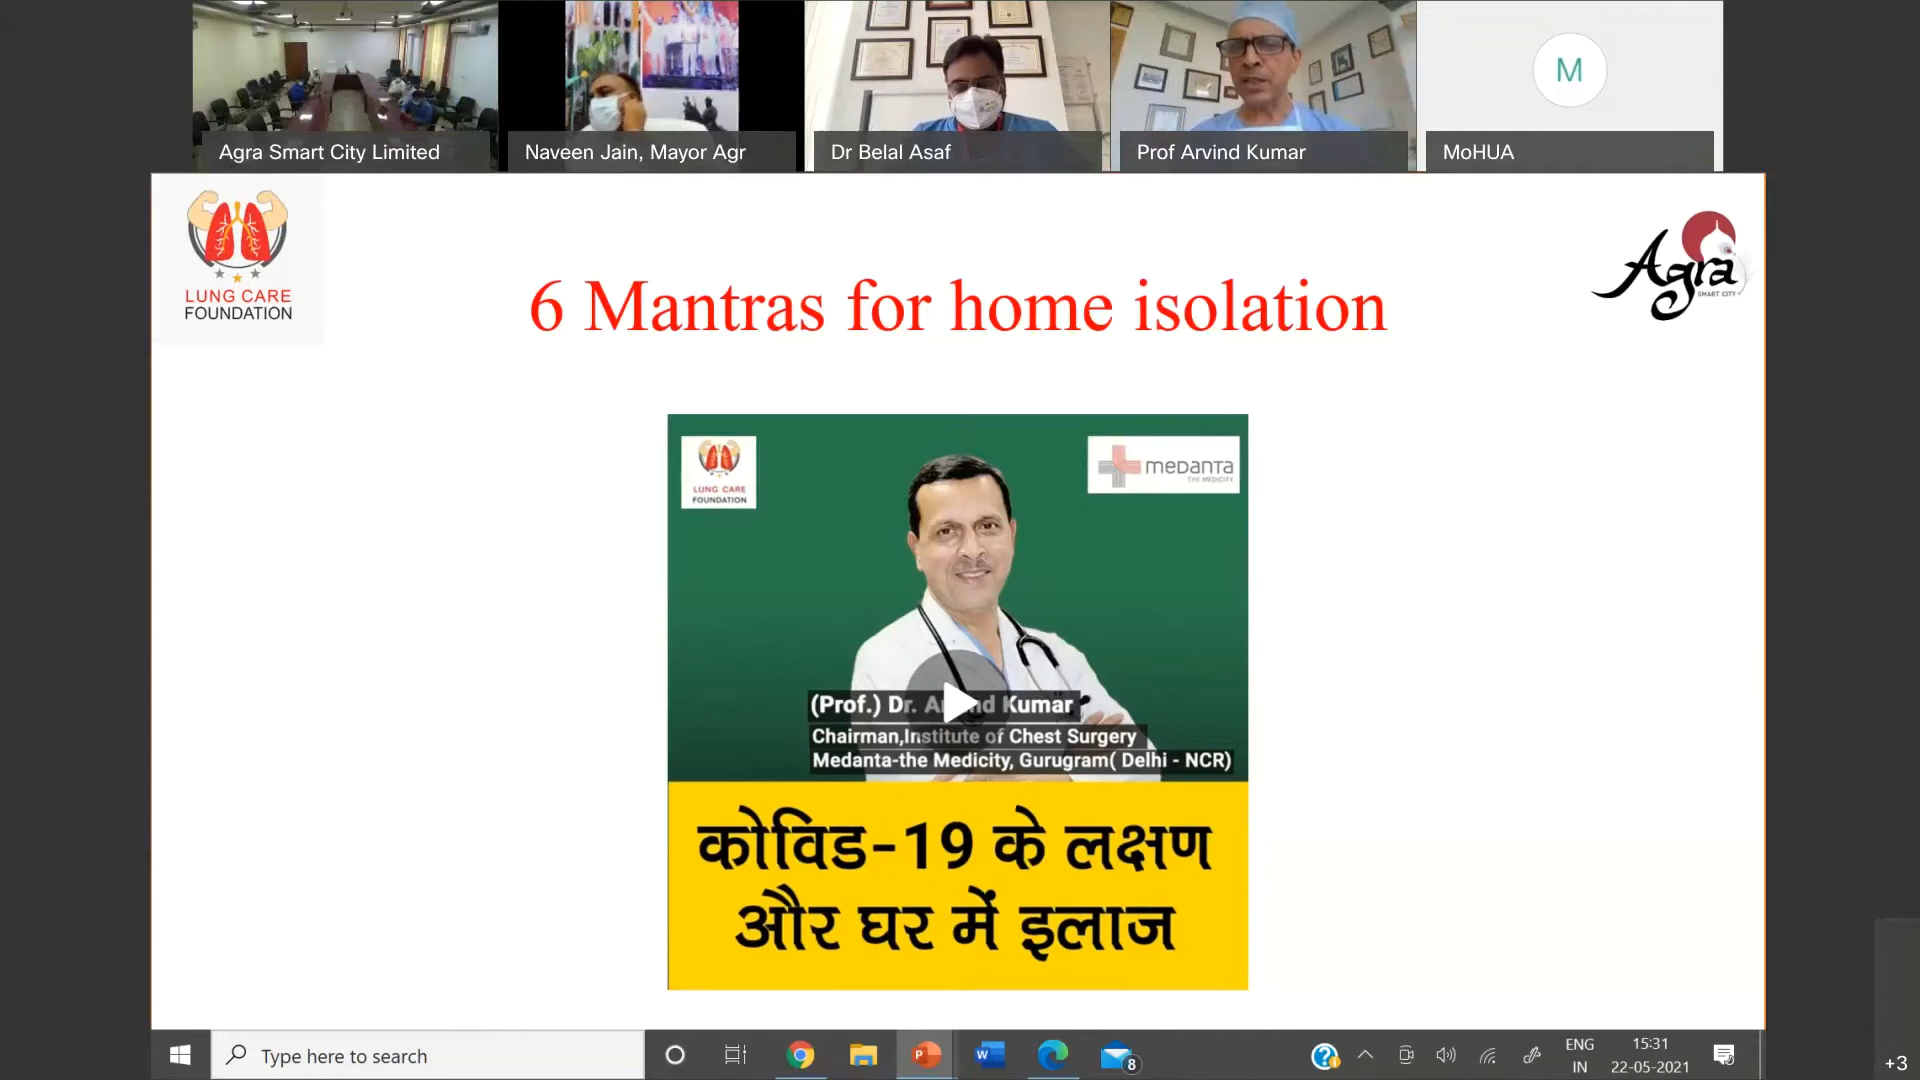 Agra Smart City Limited
Naveen Jain, Mayor Agr
Dr Belal Asaf
Prof Arvind Kumar
M
MoHUA
LUNG CARE
FOUNDATION
Agra
SMART CITY
6 Mantras for home isolation
LUNG CARE
FOUNDATION
medanta
THE MEDICITY
(Prof.) Dr. Arvind Kumar
Chairman,Institute of Chest Surgery
Medanta-the Medicity, Gurugram( Delhi - NCR)
कोविड-19 के लक्षण
और घर में इलाज
Type here to search
8
ENG
IN
15:31
22-05-2021
+3